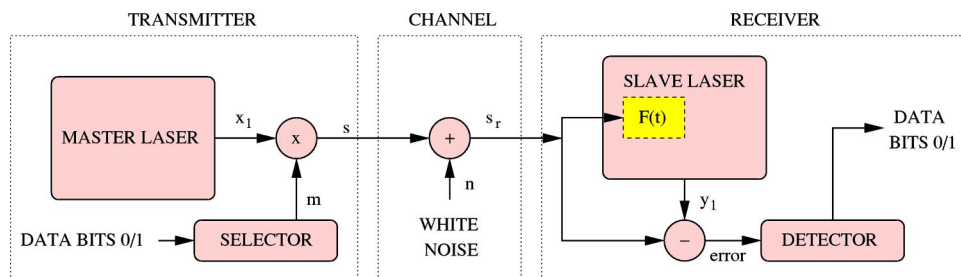 TRANSMITTER
CHANNEL
RECEIVER
MASTER LASER
x1
x
s
m
DATA BITS 0/1
SELECTOR
+
n
WHITE
NOISE
sr
SLAVE LASER
F(t)
y1
−
error
DETECTOR
DATA
BITS 0/1